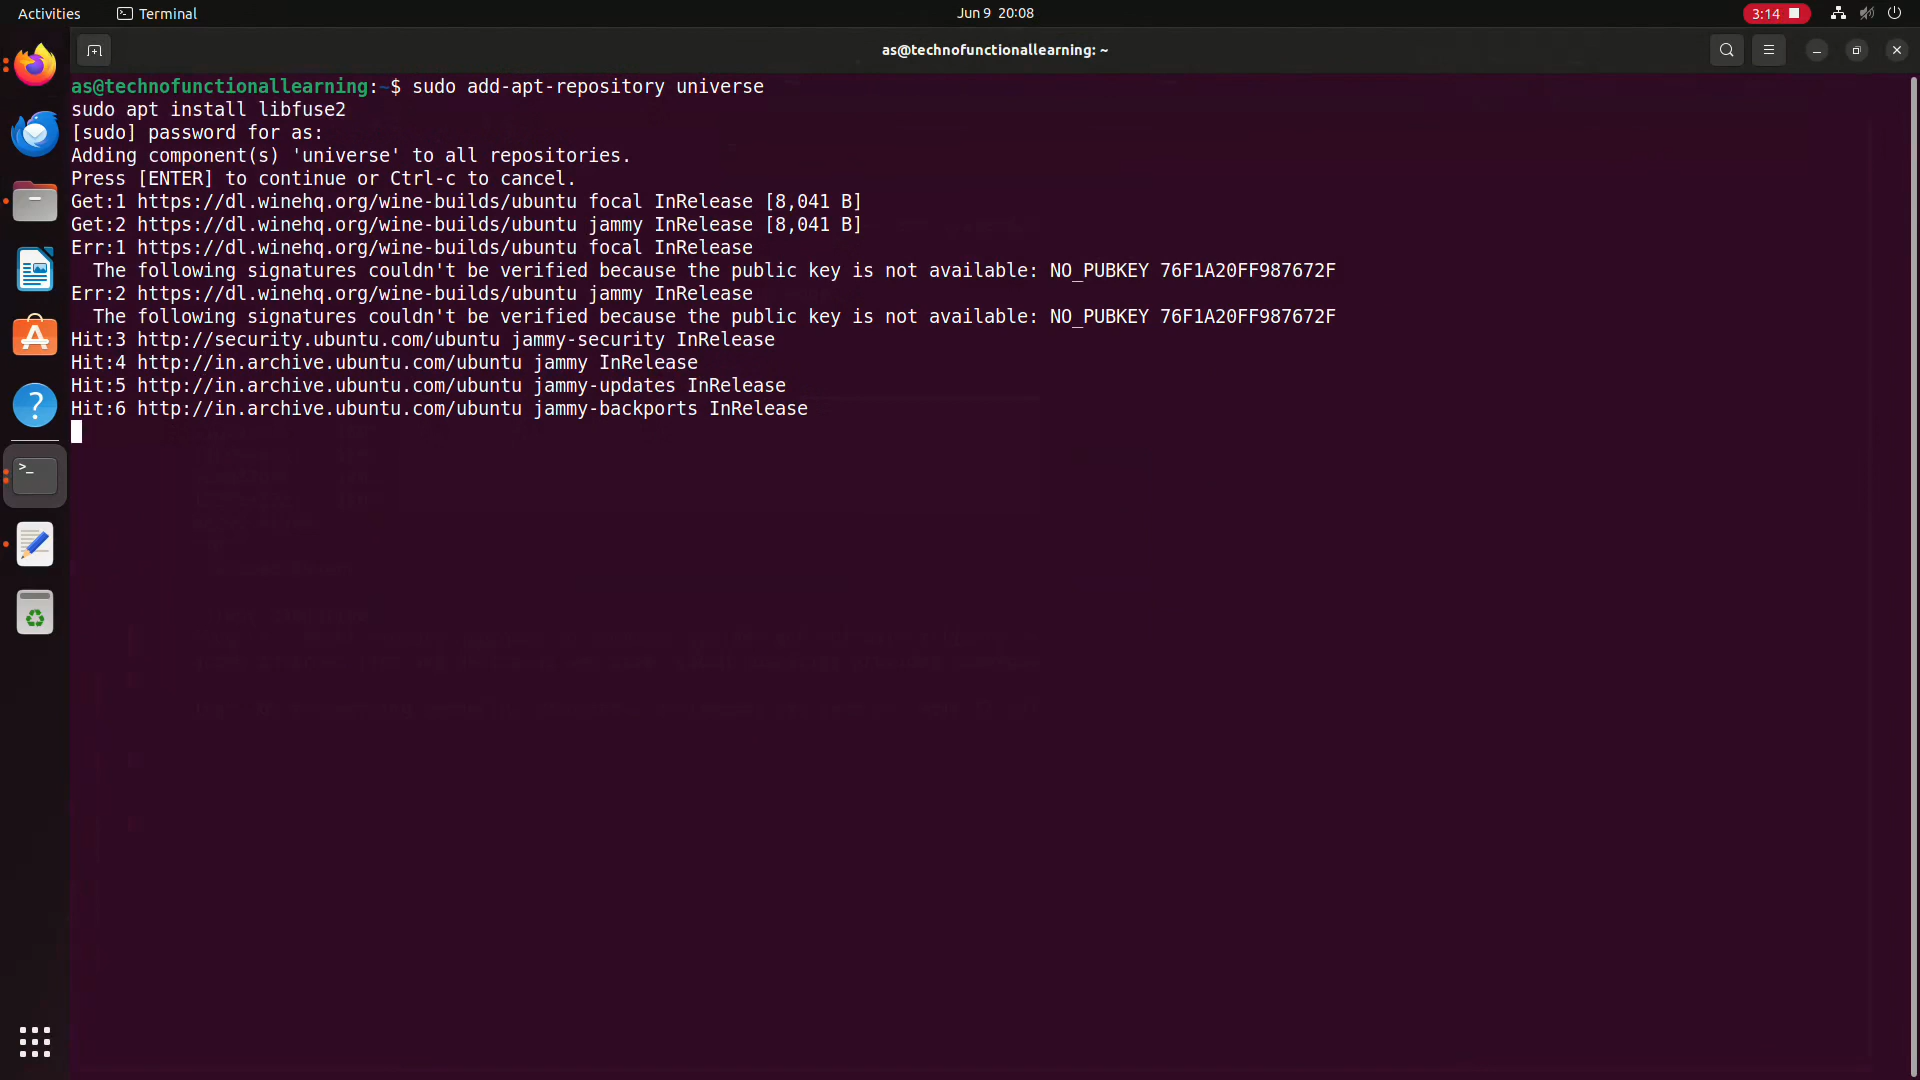 Activities
Terminal
Jun 9 20:08
3:14
as@technofunctionallearning: ~
as@technofunctionallearning:~$ sudo add-apt-repository universe
sudo apt install libfuse2
[sudo] password for as:
Adding component(s) 'universe' to all repositories.
Press [ENTER] to continue or Ctrl-c to cancel.
Get:1 https://dl.winehq.org/wine-builds/ubuntu focal InRelease [8,041 B]
Get:2 https://dl.winehq.org/wine-builds/ubuntu jammy InRelease [8,041 B]
Err:1 https://dl.winehq.org/wine-builds/ubuntu focal InRelease
  The following signatures couldn't be verified because the public key is not available: NO_PUBKEY 76F1A20FF987672F
Err:2 https://dl.winehq.org/wine-builds/ubuntu jammy InRelease
  The following signatures couldn't be verified because the public key is not available: NO_PUBKEY 76F1A20FF987672F
Hit:3 http://security.ubuntu.com/ubuntu jammy-security InRelease
Hit:4 http://in.archive.ubuntu.com/ubuntu jammy InRelease
Hit:5 http://in.archive.ubuntu.com/ubuntu jammy-updates InRelease
Hit:6 http://in.archive.ubuntu.com/ubuntu jammy-backports InRelease